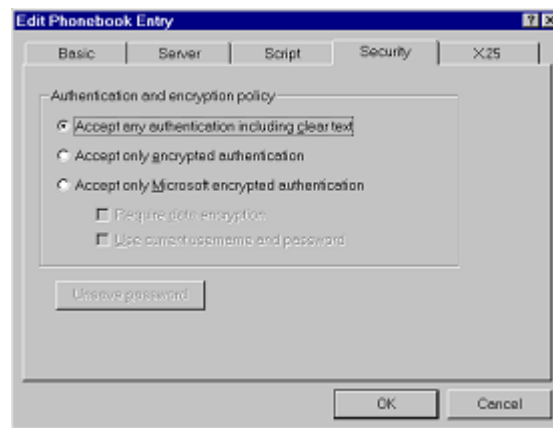 Edit Phonebook Entry
Basic Server Script Security X.25
Authentication and encryption policy
Accept any authentication including clear text
Accept only encrypted authentication
Accept only Microsoft encrypted authentication
Require data encryption
Use current username and password
Unsave password
OK Cancel